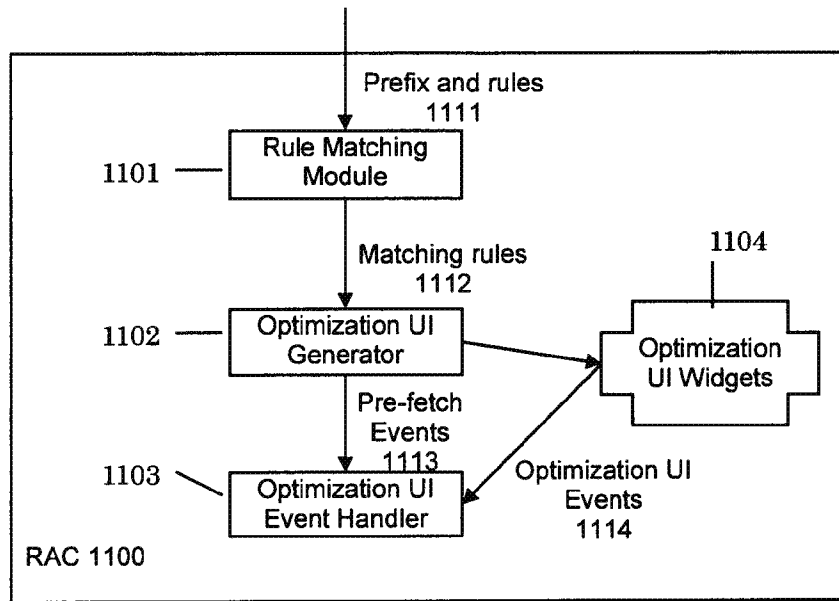 Prefix and rules
1111
1101
Rule Matching
Module
1104
Matching rules
1112
1102
Optimization UI
Generator
Optimization
UI Widgets
Pre-fetch
Events
1113
1103
Optimization UI
Event Handler
Optimization UI
Events
1114
RAC 1100